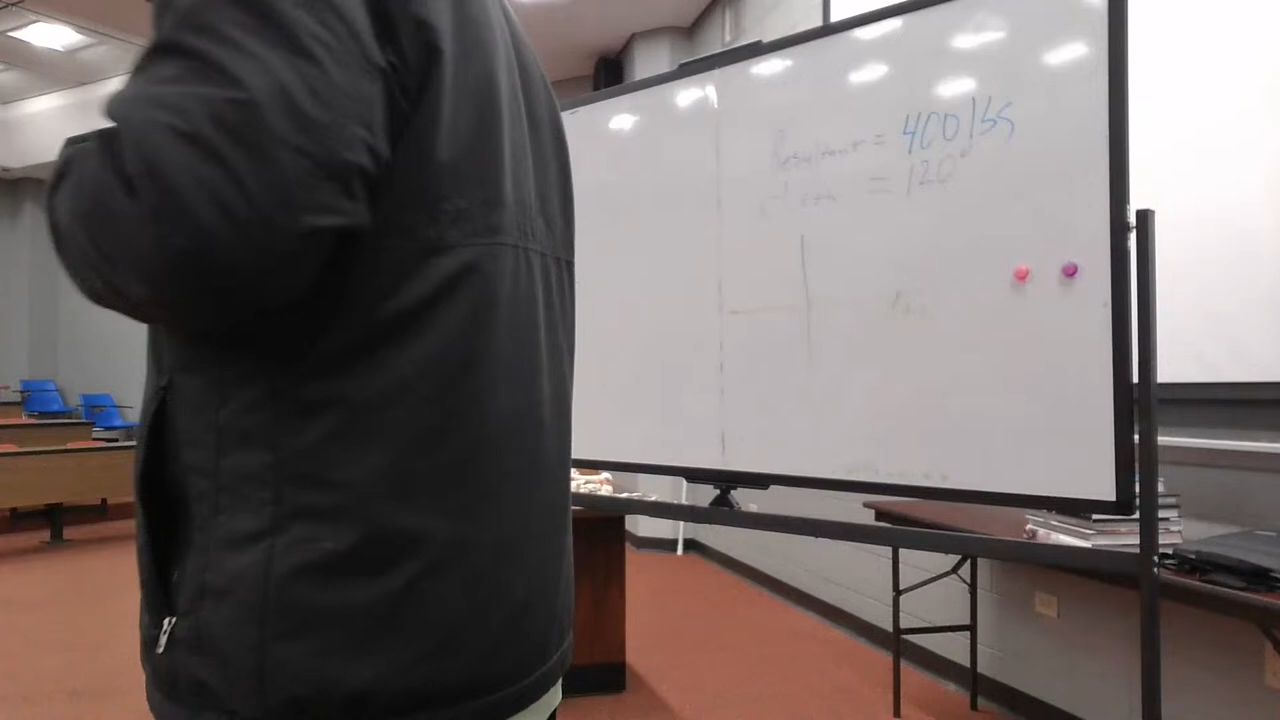 Resultant = 400 lbs
= 120°